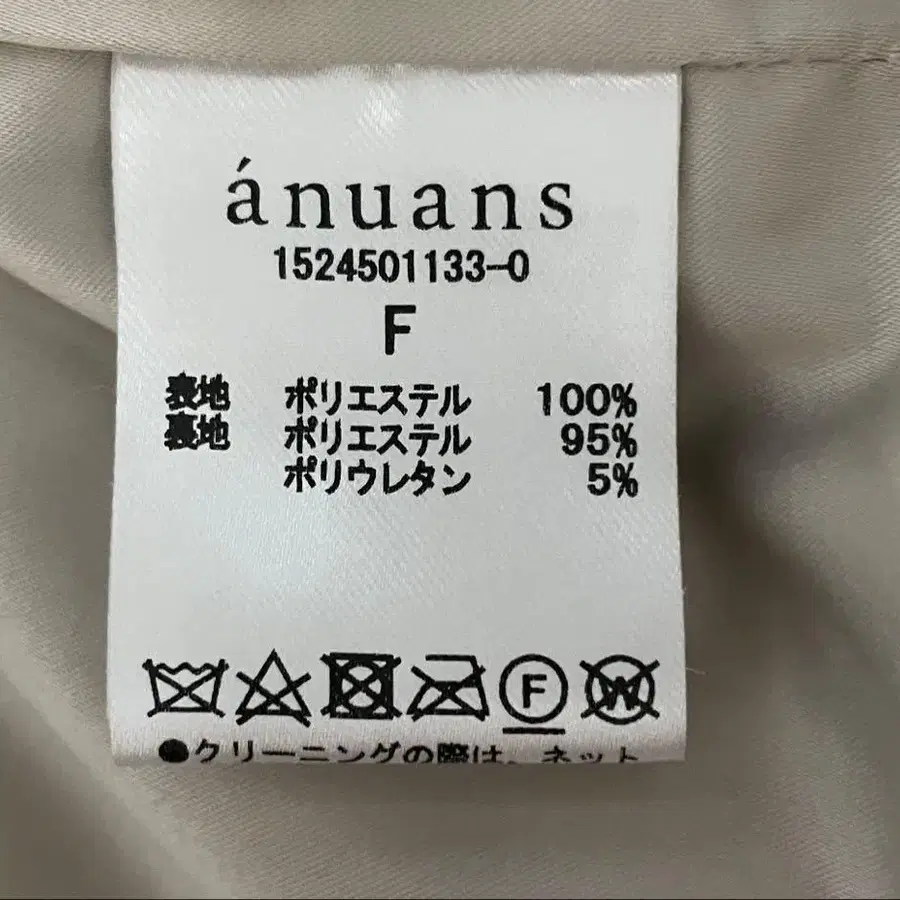 ánuans
1524501133-0
F
表地 ポリエステル 100%
裏地 ポリエステル 95%
ポリウレタン 5%
F
W
●クリーニングの際は、ネット